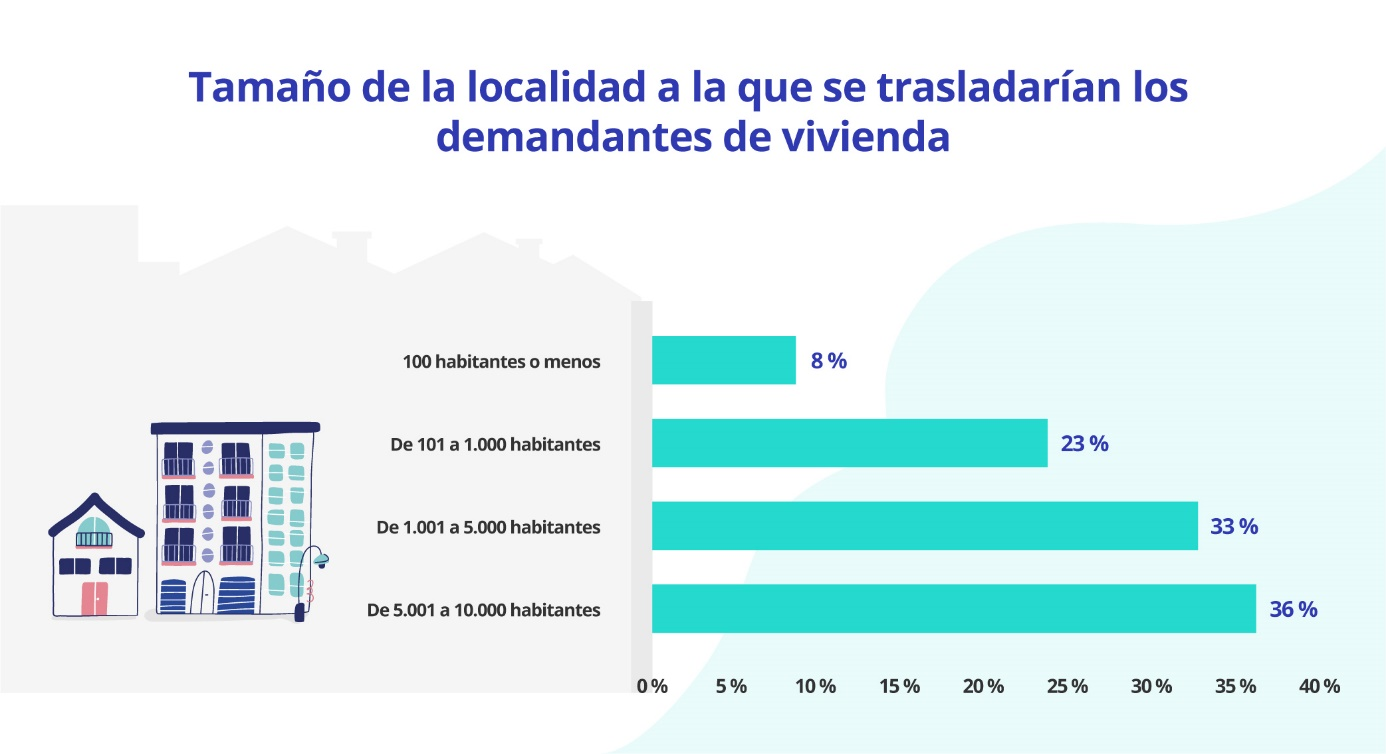 Tamaño de la localidad a la que se trasladarían los
demandantes de vivienda
100 habitantes o menos 8 %
De 101 a 1.000 habitantes 23 %
De 1.001 a 5.000 habitantes 33 %
De 5.001 a 10.000 habitantes 36 %
0 % 5 % 10 % 15 % 20 % 25 % 30 % 35 % 40 %